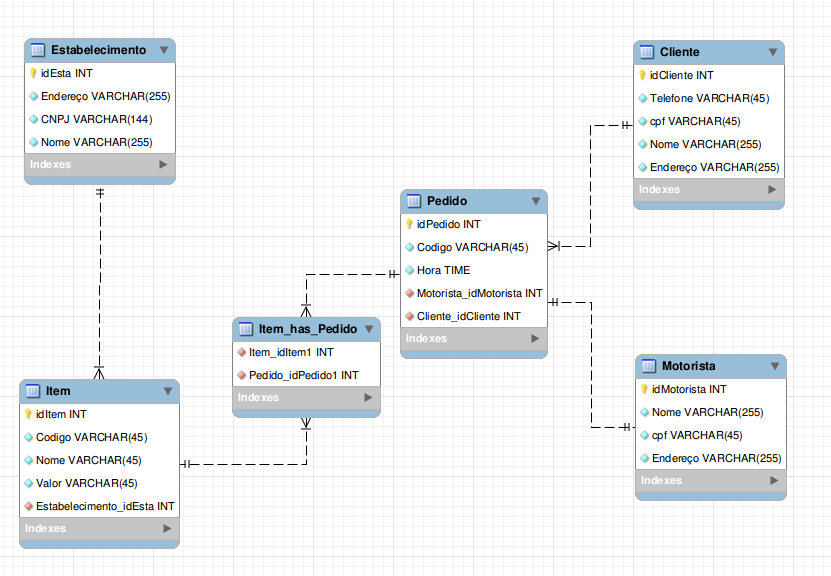 Estabelecimento
idEsta INT
Endereço VARCHAR(255)
CNPJ VARCHAR(144)
Nome VARCHAR(255)
Indexes
Cliente
idCliente INT
Telefone VARCHAR(45)
cpf VARCHAR(45)
Nome VARCHAR(255)
Endereço VARCHAR(255)
Indexes
Pedido
idPedido INT
Codigo VARCHAR(45)
Hora TIME
Motorista_idMotorista INT
Cliente_idCliente INT
Indexes
Item_has_Pedido
Item_idItem1 INT
Pedido_idPedido1 INT
Indexes
Item
idItem INT
Codigo VARCHAR(45)
Nome VARCHAR(45)
Valor VARCHAR(45)
Estabelecimento_idEsta INT
Indexes
Motorista
idMotorista INT
Nome VARCHAR(255)
cpf VARCHAR(45)
Endereço VARCHAR(255)
Indexes